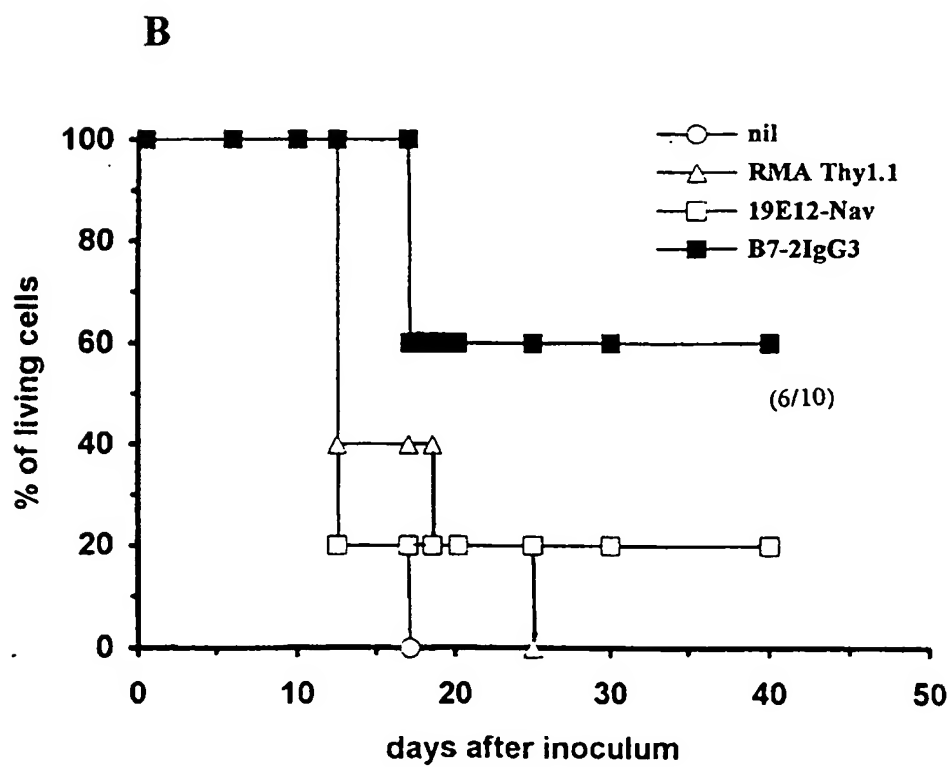 B
nil
RMA Thy1.1
19E12-Nav
B7-2IgG3
100
80
60
40
20
0
% of living cells
(6/10)
0 10 20 30 40 50
days after inoculum